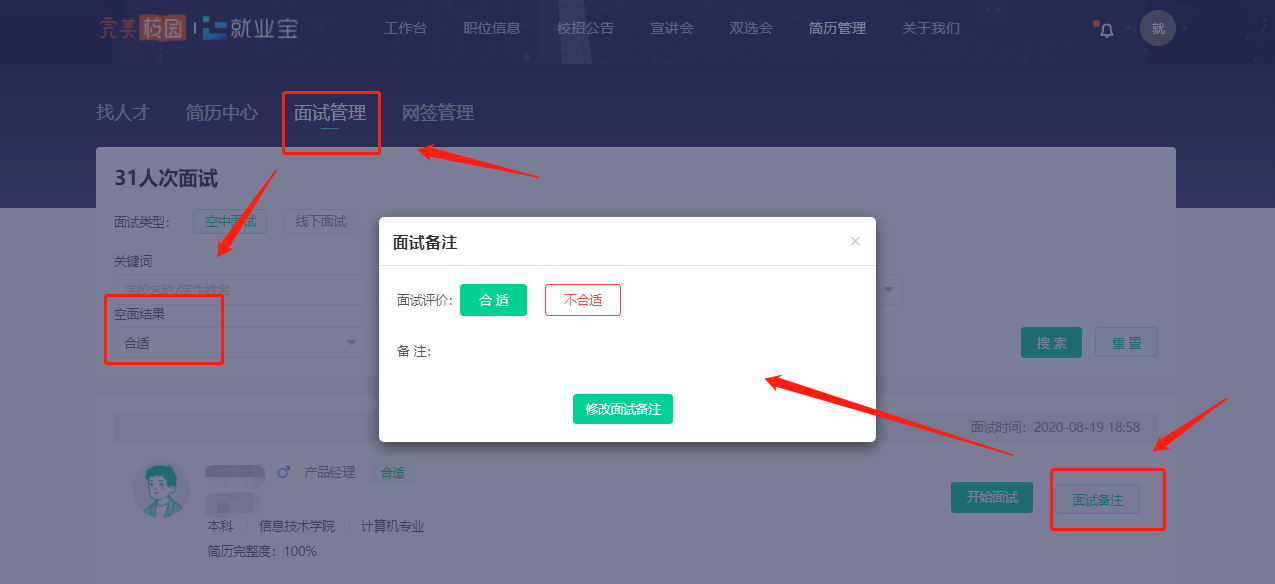 完美校园 就业宝
工作台 职位信息 校招公告 宣讲会 双选会 简历管理 关于我们 就
找人才 简历中心 面试管理 网签管理
31人次面试
面试类型: 空中面试 线下面试
关键词
学校名称/学生姓名
空面结果
合适
搜 索 重 置
面试备注 ×
面试评价: 合 适 不合适
备 注:
修改面试备注
面试时间: 2020-08-19 18:58
产品经理 合适
开始面试 面试备注
本科 信息技术学院 计算机专业
简历完整度: 100%